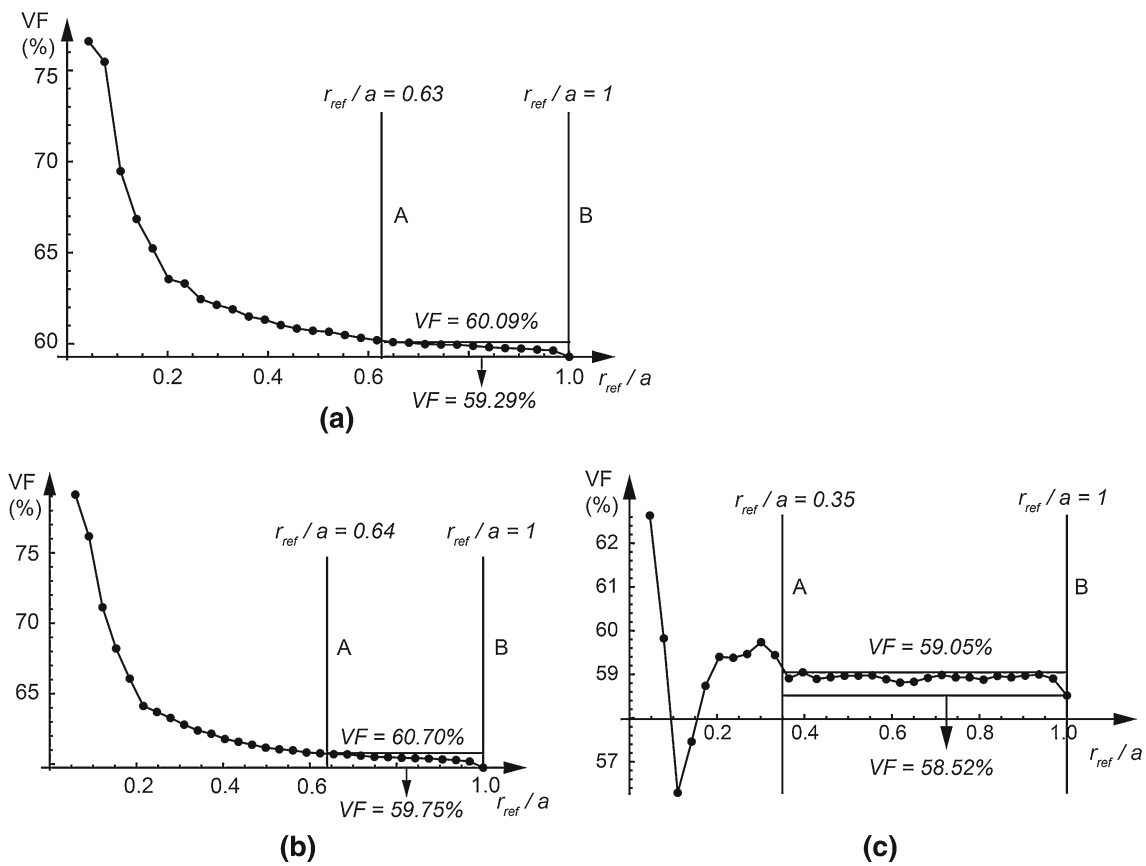 VF
(%)
75
70
65
60
r_ref / a = 0.63
r_ref / a = 1
A
B
VF = 60.09%
0.2
0.4
0.6
1.0
r_ref / a
VF = 59.29%
(a)
VF
(%)
75
70
65
r_ref / a = 0.64
r_ref / a = 1
A
B
VF = 60.70%
0.2
0.4
0.6
1.0
r_ref / a
VF = 59.75%
(b)
VF
(%)
62
61
60
59
57
r_ref / a = 0.35
r_ref / a = 1
A
B
VF = 59.05%
0.2
0.4
0.6
0.8
1.0
r_ref / a
VF = 58.52%
(c)